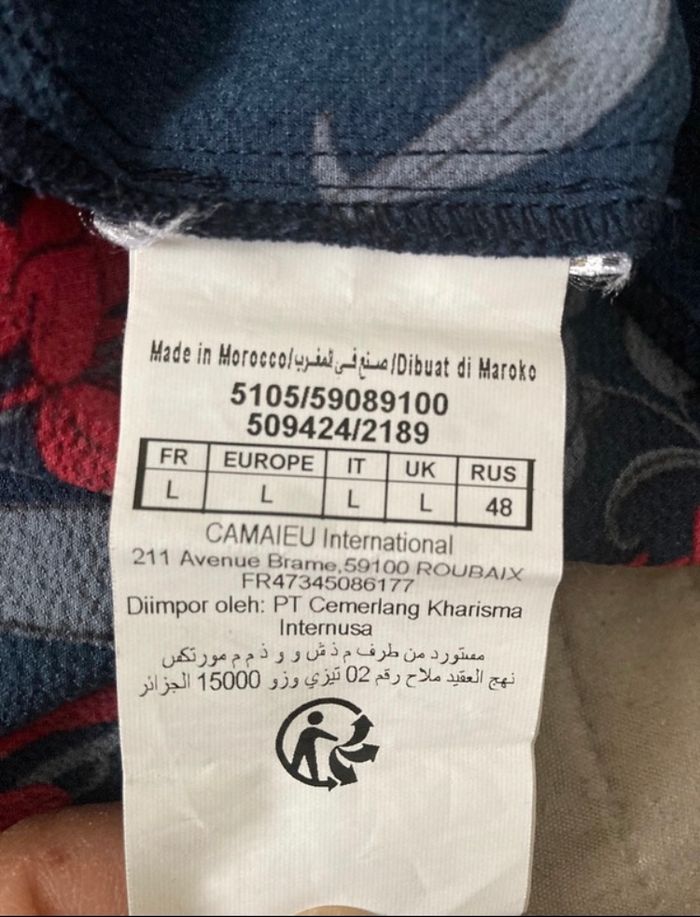 Made in Morocco/صنع في المغرب/Dibuat di Maroko
5105/59089100
509424/2189
FR EUROPE IT UK RUS
L L L L 48
CAMAIEU International
211 Avenue Brame,59100 ROUBAIX
FR47345086177
Diimpor oleh: PT Cemerlang Kharisma
Internusa
مستورد من طرف م ذ ش و و ذ م م مورتكس
نهج العقيد ملاح رقم 02 تيزي وزو 15000 الجزائر